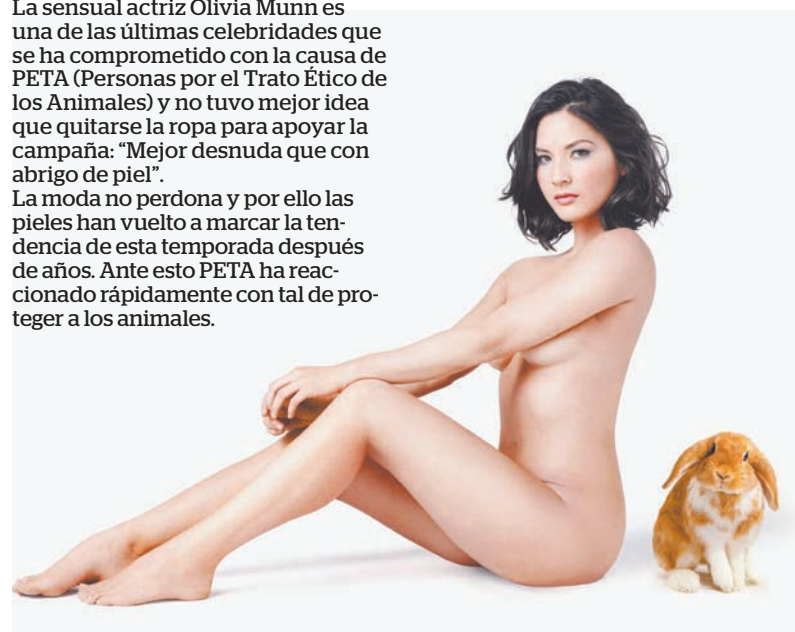 La sensual actriz Olivia Munn es
una de las últimas celebridades que
se ha comprometido con la causa de
PETA (Personas por el Trato Ético de
los Animales) y no tuvo mejor idea
que quitarse la ropa para apoyar la
campaña: “Mejor desnuda que con
abrigo de piel”.
La moda no perdona y por ello las
pieles han vuelto a marcar la ten-
dencia de esta temporada después
de años. Ante esto PETA ha reac-
cionado rápidamente con tal de pro-
teger a los animales.